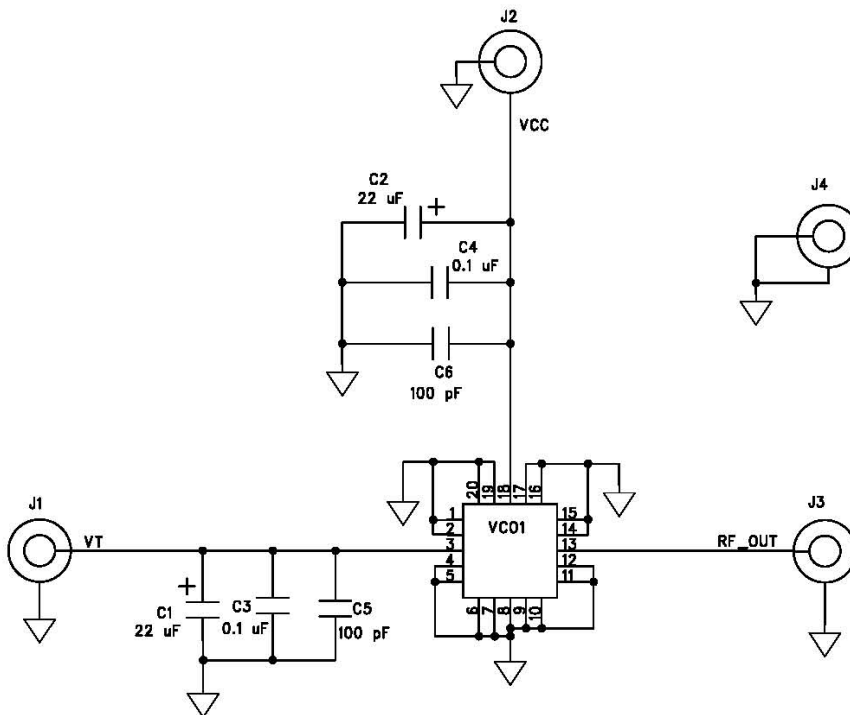 J2
VCC
C2
22 uF
+
J4
C4
0.1 uF
C6
100 pF
20
19
18
17
16
J1
VT
1
2
3
4
5
VCO1
15
14
13
12
11
RF_OUT
J3
+
C1
22 uF
C3
0.1 uF
C5
100 pF
6
7
8
9
10